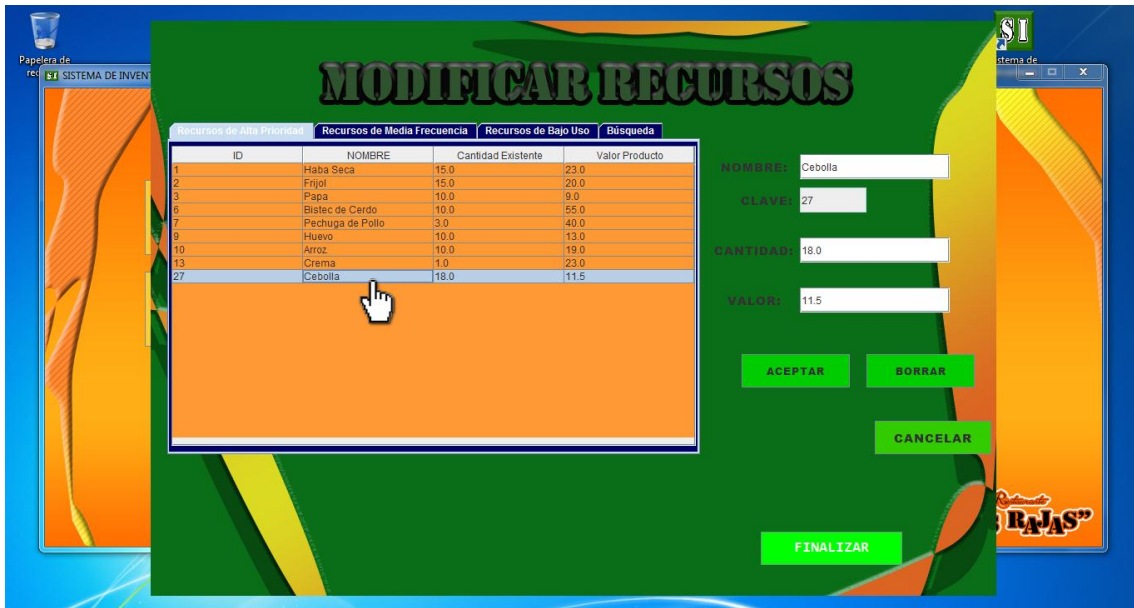 Papelera de
rec
SI SISTEMA DE INVENT
SI
stema de
MODIFICAR RECURSOS
Recursos de Alta Prioridad Recursos de Media Frecuencia Recursos de Bajo Uso Búsqueda
ID NOMBRE Cantidad Existente Valor Producto
1 Haba Seca 15.0 23.0
2 Frijol 15.0 20.0
3 Papa 10.0 9.0
6 Bistec de Cerdo 10.0 55.0
7 Pechuga de Pollo 3.0 40.0
9 Huevo 10.0 13.0
10 Arroz 10.0 19.0
13 Crema 1.0 23.0
27 Cebolla 18.0 11.5
NOMBRE: Cebolla
CLAVE: 27
CANTIDAD: 18.0
VALOR: 11.5
ACEPTAR BORRAR
CANCELAR
FINALIZAR
Restaurante
RAJAS”